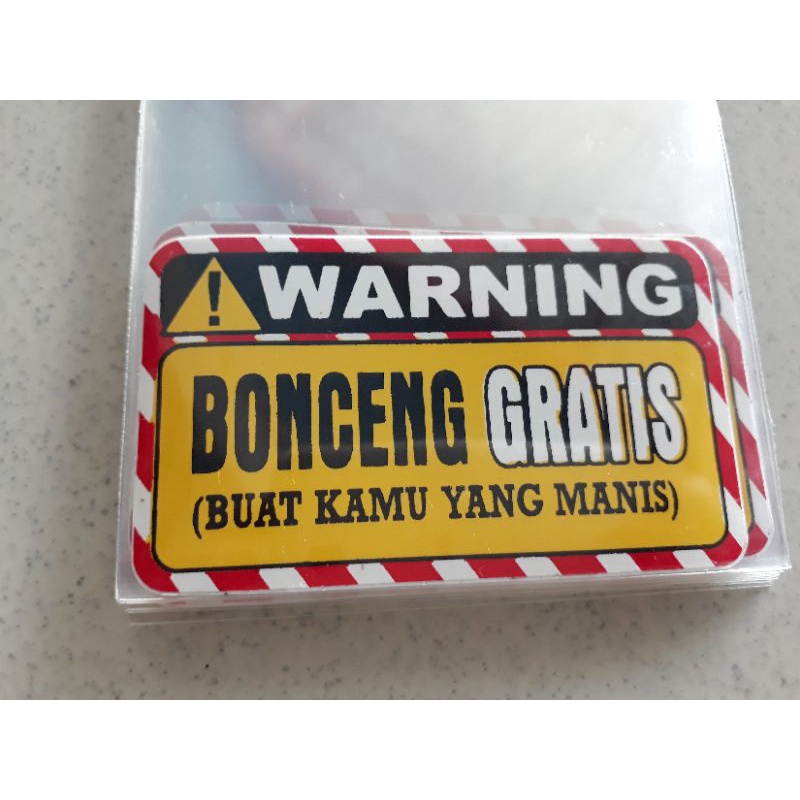 WARNING
BONCENG GRATIS
(BUAT KAMU YANG MANIS)